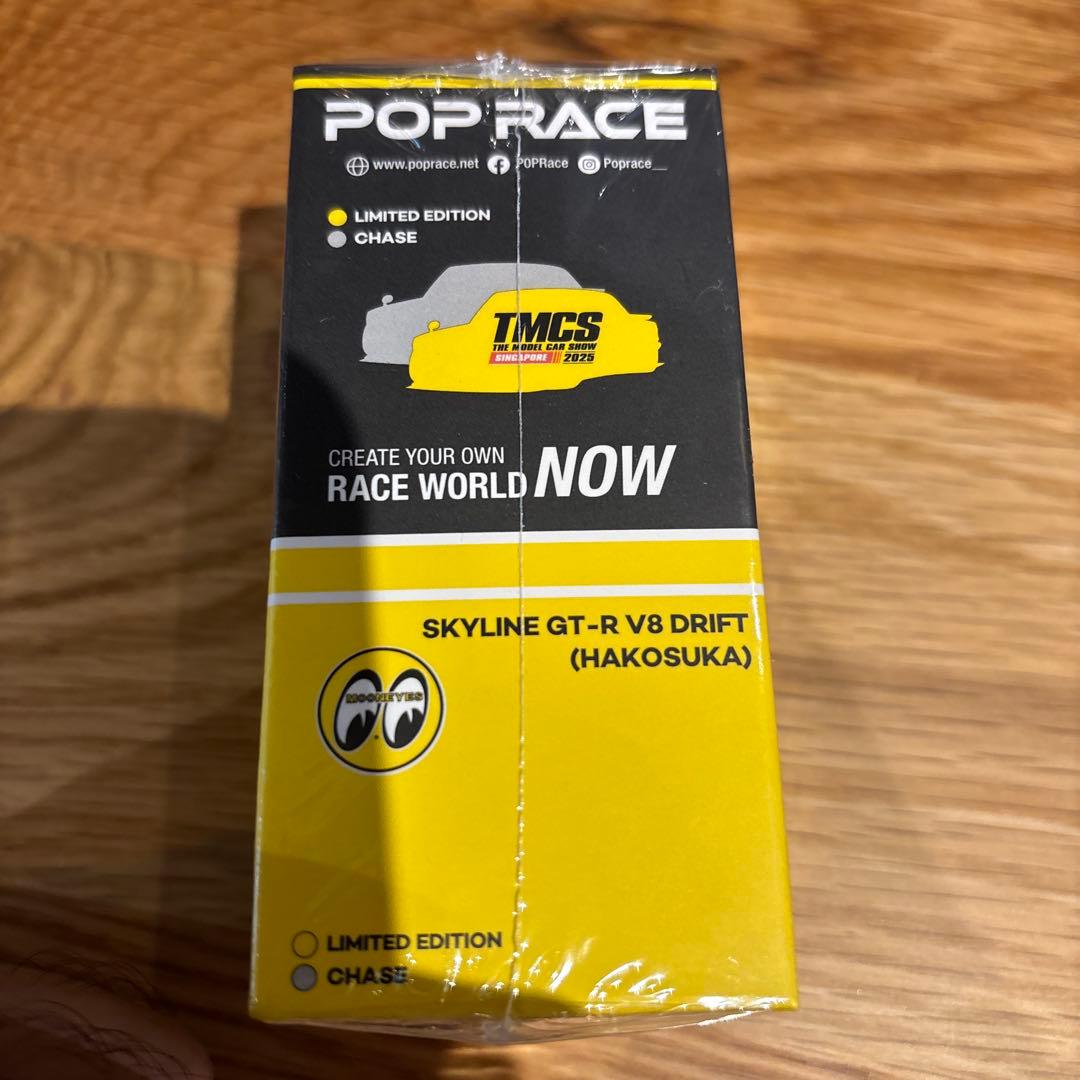 POP RACE
www.poprace.net POPRace Poprace__
LIMITED EDITION
CHASE
TMCS
THE MODEL CAR SHOW
SINGAPORE 2025
CREATE YOUR OWN
RACE WORLD NOW
SKYLINE GT-R V8 DRIFT
(HAKOSUKA)
MOONEYES
LIMITED EDITION
CHASE